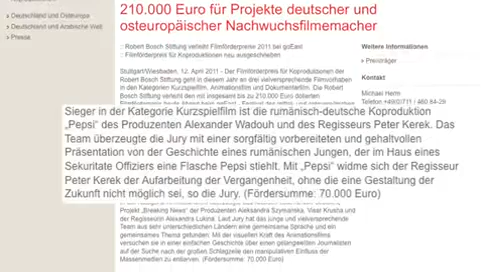 210.000 Euro für Projekte deutscher und
osteuropäischer Nachwuchsfilmemacher
Deutschland und Osteuropa
Deutschland und Arabische Welt
Presse
:: Robert Bosch Stiftung verleiht Filmförderpreise 2011 bei goEast
:: Filmförderpreis für Koproduktionen neu ausgeschrieben
Stuttgart/Wiesbaden, 12. April 2011 - Der Filmförderpreis für Koproduktionen der
Robert Bosch Stiftung geht in diesem Jahr an drei vielversprechende Filmvorhaben
in den Kategorien Kurzspielfilm, Animationsfilm und Dokumentarfilm. Die Robert
Bosch Stiftung verleiht den mit insgesamt bis zu 210.000 Euro dotierten
Weitere Informationen
Preisträger
Kontakt
Michael Herm
Telefon +49(0)711 / 460 84-29
Sieger in der Kategorie Kurzspielfilm ist die rumänisch-deutsche Koproduktion
„Pepsi“ des Produzenten Alexander Wadouh und des Regisseurs Peter Kerek. Das
Team überzeugte die Jury mit einer sorgfältig vorbereiteten und gehaltvollen
Präsentation von der Geschichte eines rumänischen Jungen, der im Haus eines
Sekuritate Offiziers eine Flasche Pepsi stiehlt. Mit „Pepsi“ widme sich der Regisseur
Peter Kerek der Aufarbeitung der Vergangenheit, ohne die eine Gestaltung der
Zukunft nicht möglich sei, so die Jury. (Fördersumme: 70.000 Euro)
Projekt „Breaking News“ der Produzenten Aleksandra Szymanska, Visar Krusha und
der Regisseurin Alexandra Lukina. Laut Jury hat das junge und vielversprechende
Team aus sehr unterschiedlichen Ländern eine gemeinsame Sprache und ein
gemeinsames Thema gefunden. Mit der visuellen Kraft des Animationsfilms
versuchen sie in einer einfachen Geschichte über einen gelangweilten Journalisten
auf der Suche nach der großen Schlagzeile den manipulativen Einfluss der
Massenmedien zu entlarven. (Fördersumme: 70.000 Euro)